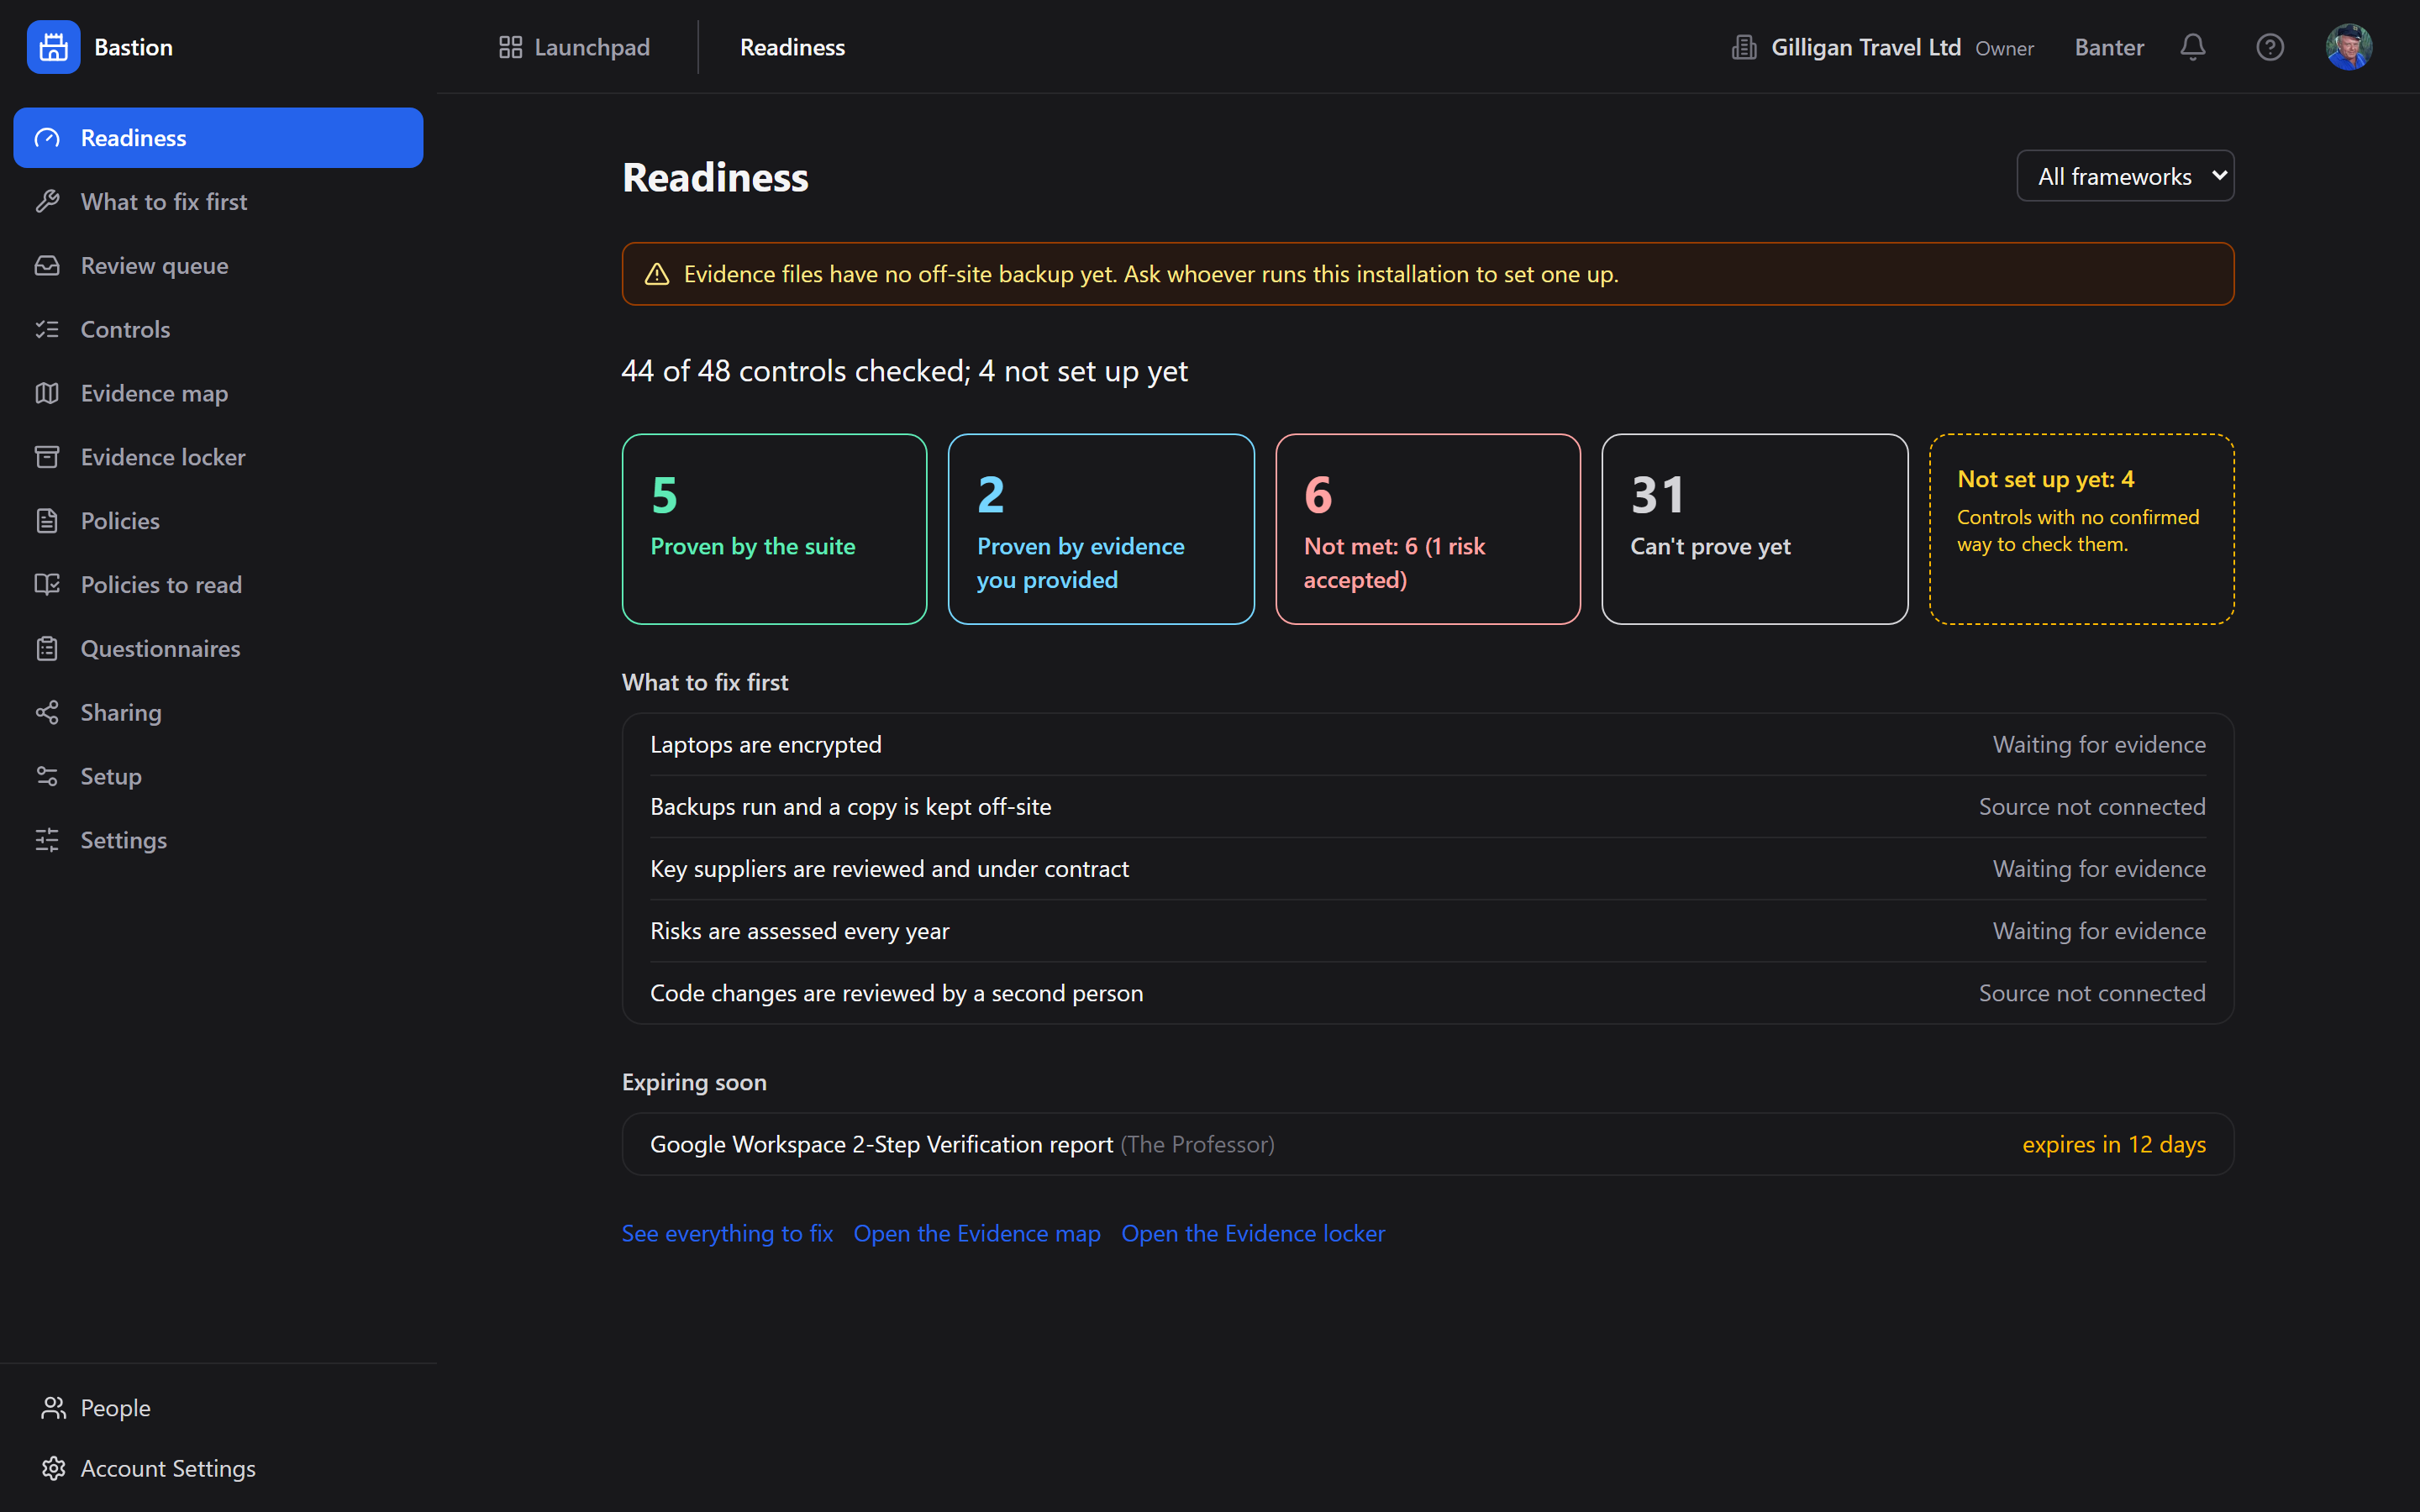 Bastion
Launchpad
Readiness
Gilligan Travel Ltd Owner
Banter
Readiness
What to fix first
Review queue
Controls
Evidence map
Evidence locker
Policies
Policies to read
Questionnaires
Sharing
Setup
Settings
People
Account Settings
Readiness
All frameworks
Evidence files have no off-site backup yet. Ask whoever runs this installation to set one up.
44 of 48 controls checked; 4 not set up yet
5
Proven by the suite
2
Proven by evidence
you provided
6
Not met: 6 (1 risk
accepted)
31
Can't prove yet
Not set up yet: 4
Controls with no confirmed
way to check them.
What to fix first
Laptops are encrypted Waiting for evidence
Backups run and a copy is kept off-site Source not connected
Key suppliers are reviewed and under contract Waiting for evidence
Risks are assessed every year Waiting for evidence
Code changes are reviewed by a second person Source not connected
Expiring soon
Google Workspace 2-Step Verification report (The Professor) expires in 12 days
See everything to fix Open the Evidence map Open the Evidence locker